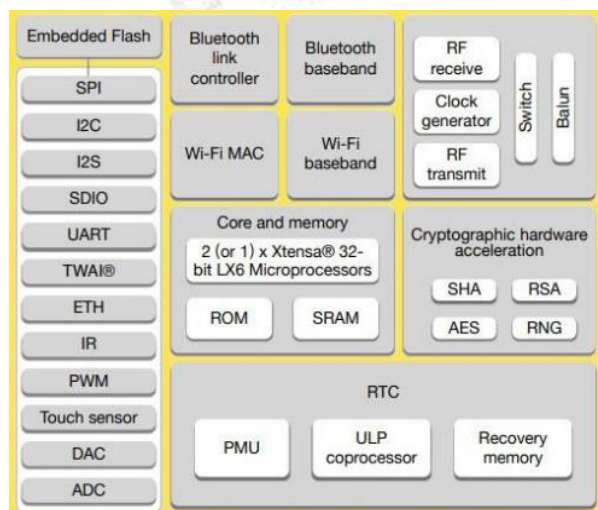 Embedded Flash
SPI
I2C
I2S
SDIO
UART
TWAI®
ETH
IR
PWM
Touch sensor
DAC
ADC
Bluetooth
link
controller
Bluetooth
baseband
Wi-Fi MAC
Wi-Fi
baseband
RF
receive
Clock
generator
RF
transmit
Switch
Balun
Core and memory
2 (or 1) x Xtensa® 32-
bit LX6 Microprocessors
ROM
SRAM
Cryptographic hardware
acceleration
SHA
RSA
AES
RNG
RTC
PMU
ULP
coprocessor
Recovery
memory